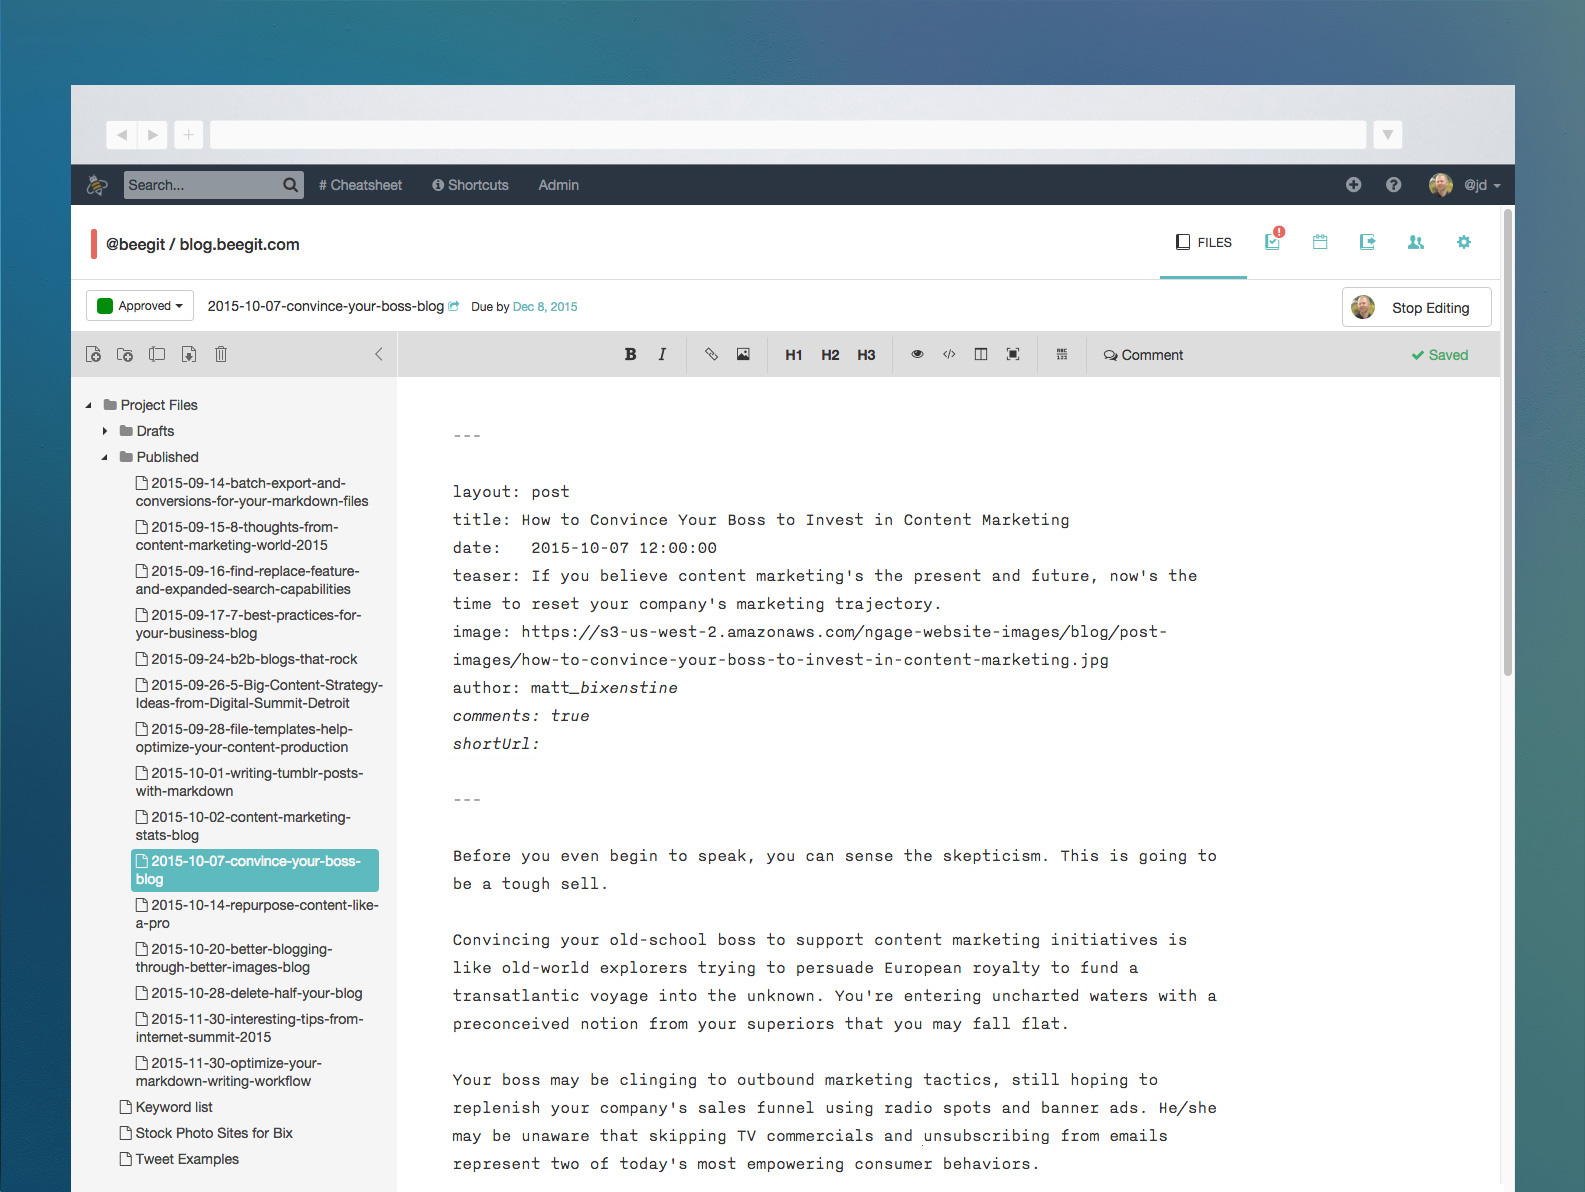 Search...
# Cheatsheet
Shortcuts
Admin
@jd
@beegit / blog.beegit.com
FILES
Approved
2015-10-07-convince-your-boss-blog
Due by Dec 8, 2015
Stop Editing
B I
H1 H2 H3
ABC
123
Comment
Saved
Project Files
Drafts
Published
2015-09-14-batch-export-and-
conversions-for-your-markdown-files
2015-09-15-8-thoughts-from-
content-marketing-world-2015
2015-09-16-find-replace-feature-
and-expanded-search-capabilities
2015-09-17-7-best-practices-for-
your-business-blog
2015-09-24-b2b-blogs-that-rock
2015-09-26-5-Big-Content-Strategy-
Ideas-from-Digital-Summit-Detroit
2015-09-28-file-templates-help-
optimize-your-content-production
2015-10-01-writing-tumblr-posts-
with-markdown
2015-10-02-content-marketing-
stats-blog
2015-10-07-convince-your-boss-
blog
2015-10-14-repurpose-content-like-
a-pro
2015-10-20-better-blogging-
through-better-images-blog
2015-10-28-delete-half-your-blog
2015-11-30-interesting-tips-from-
internet-summit-2015
2015-11-30-optimize-your-
markdown-writing-workflow
Keyword list
Stock Photo Sites for Bix
Tweet Examples
---
layout: post
title: How to Convince Your Boss to Invest in Content Marketing
date:   2015-10-07 12:00:00
teaser: If you believe content marketing's the present and future, now's the
time to reset your company's marketing trajectory.
image: https://s3-us-west-2.amazonaws.com/ngage-website-images/blog/post-
images/how-to-convince-your-boss-to-invest-in-content-marketing.jpg
author: matt_bixenstine
comments: true
shortUrl:
---
Before you even begin to speak, you can sense the skepticism. This is going to
be a tough sell.
Convincing your old-school boss to support content marketing initiatives is
like old-world explorers trying to persuade European royalty to fund a
transatlantic voyage into the unknown. You're entering uncharted waters with a
preconceived notion from your superiors that you may fall flat.
Your boss may be clinging to outbound marketing tactics, still hoping to
replenish your company's sales funnel using radio spots and banner ads. He/she
may be unaware that skipping TV commercials and unsubscribing from emails
represent two of today's most empowering consumer behaviors.